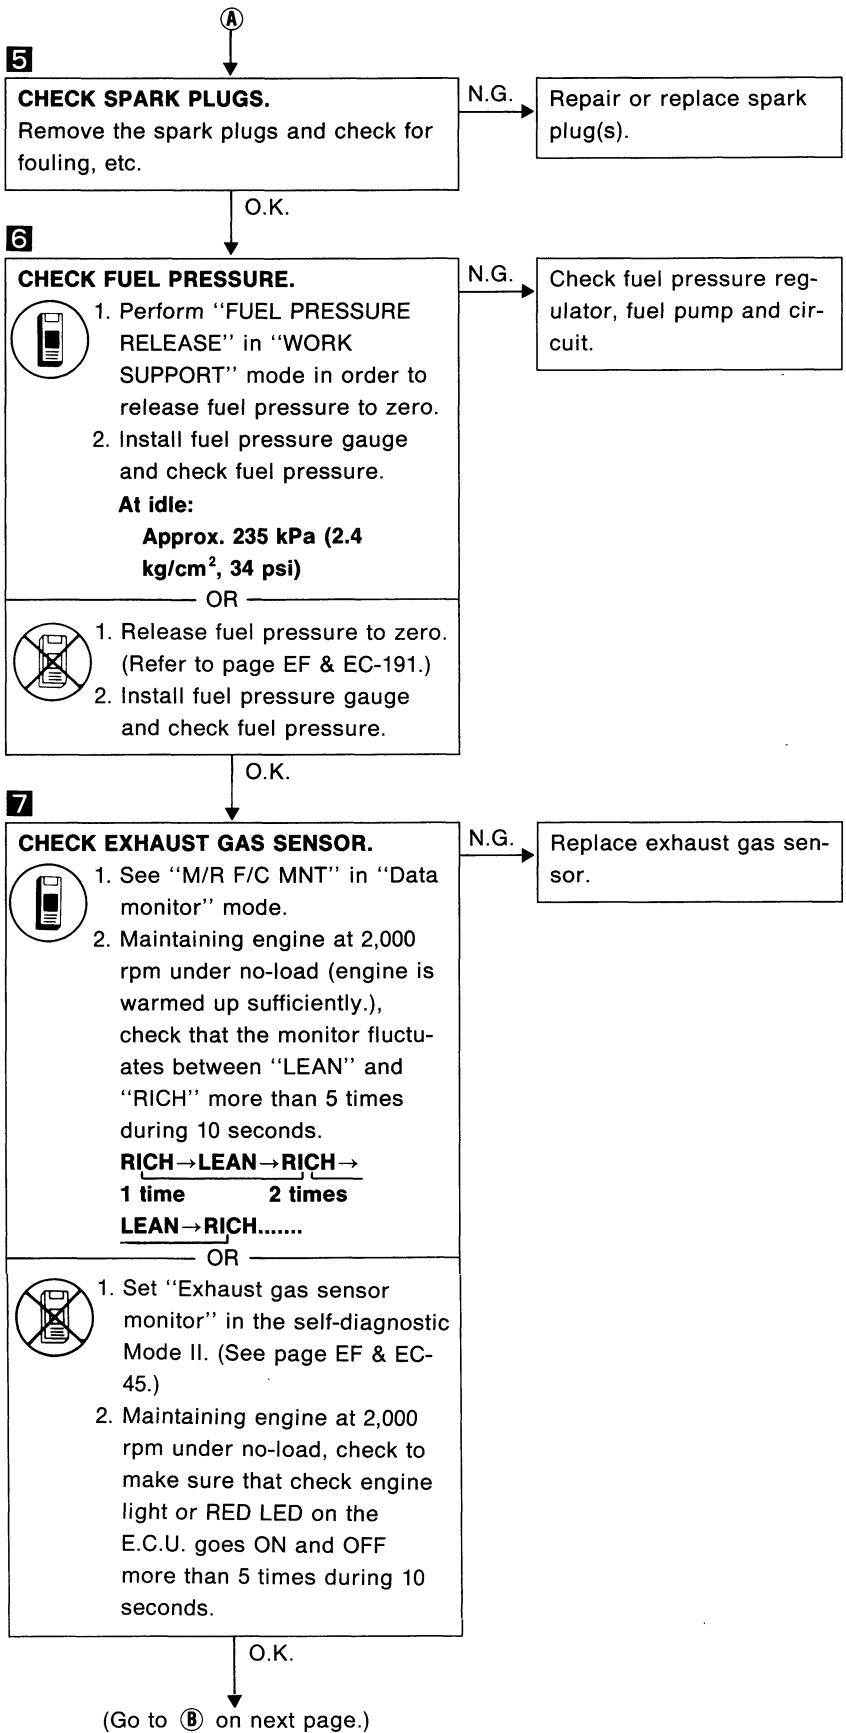 A
5
CHECK SPARK PLUGS.
Remove the spark plugs and check for
fouling, etc.
N.G.
Repair or replace spark
plug(s).
O.K.
6
CHECK FUEL PRESSURE.
1. Perform “FUEL PRESSURE
RELEASE” in “WORK
SUPPORT” mode in order to
release fuel pressure to zero.
2. Install fuel pressure gauge
and check fuel pressure.
At idle:
Approx. 235 kPa (2.4
kg/cm², 34 psi)
N.G.
Check fuel pressure reg-
ulator, fuel pump and cir-
cuit.
OR
1. Release fuel pressure to zero.
(Refer to page EF & EC-191.)
2. Install fuel pressure gauge
and check fuel pressure.
O.K.
7
CHECK EXHAUST GAS SENSOR.
1. See “M/R F/C MNT” in “Data
monitor” mode.
2. Maintaining engine at 2,000
rpm under no-load (engine is
warmed up sufficiently.),
check that the monitor fluctu-
ates between “LEAN” and
“RICH” more than 5 times
during 10 seconds.
RICH→LEAN→RICH→
1 time 2 times
LEAN→RICH.......
N.G.
Replace exhaust gas sen-
sor.
OR
1. Set “Exhaust gas sensor
monitor” in the self-diagnostic
Mode II. (See page EF & EC-
45.)
2. Maintaining engine at 2,000
rpm under no-load, check to
make sure that check engine
light or RED LED on the
E.C.U. goes ON and OFF
more than 5 times during 10
seconds.
O.K.
(Go to B on next page.)